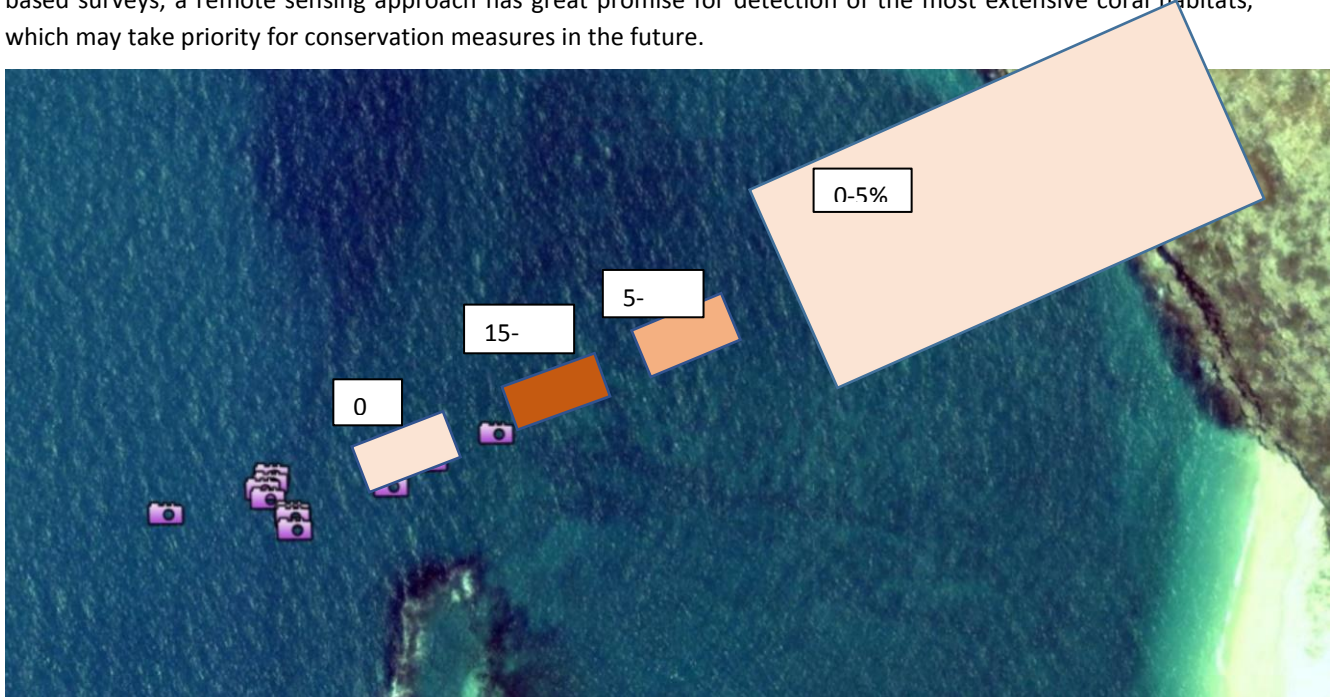 based surveys, a remote sensing approach has great promise for detection of the most extensive coral habitats,
which may take priority for conservation measures in the future.
0-5%
5-
15-
0